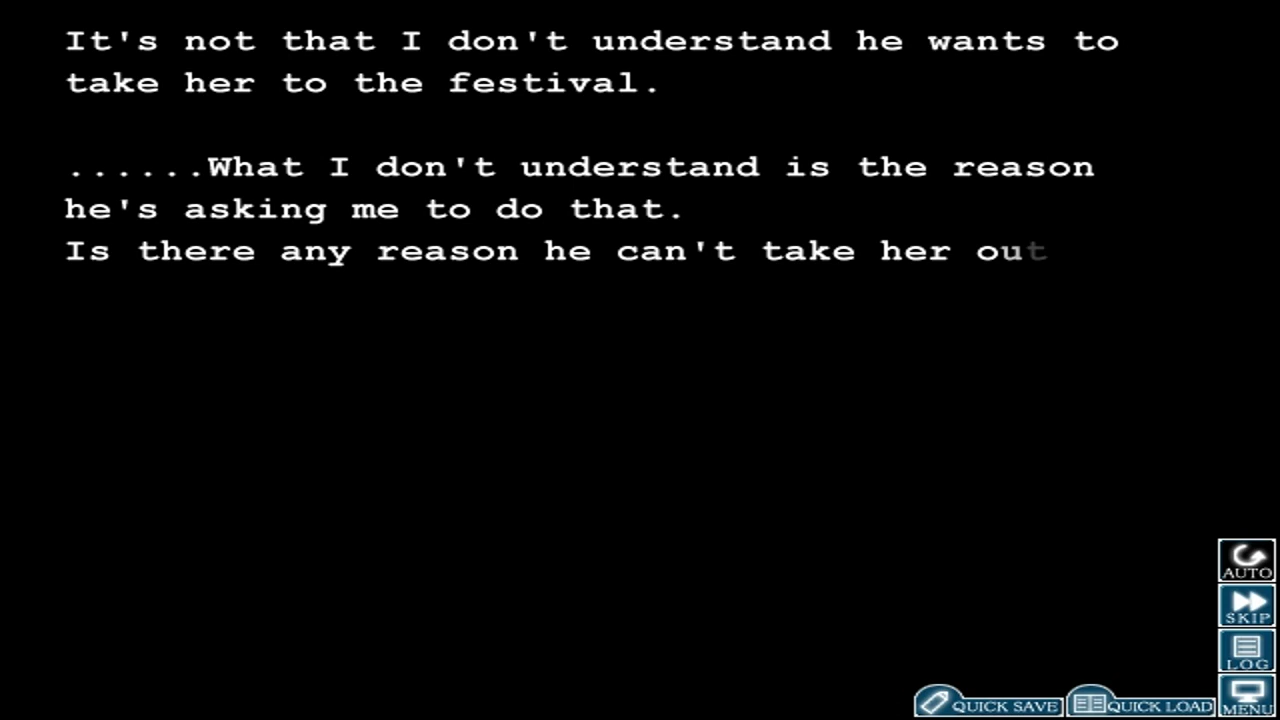 It's not that I don't understand he wants to
take her to the festival.
......What I don't understand is the reason
he's asking me to do that.
Is there any reason he can't take her out
AUTO
SKIP
LOG
MENU
QUICK SAVE
QUICK LOAD